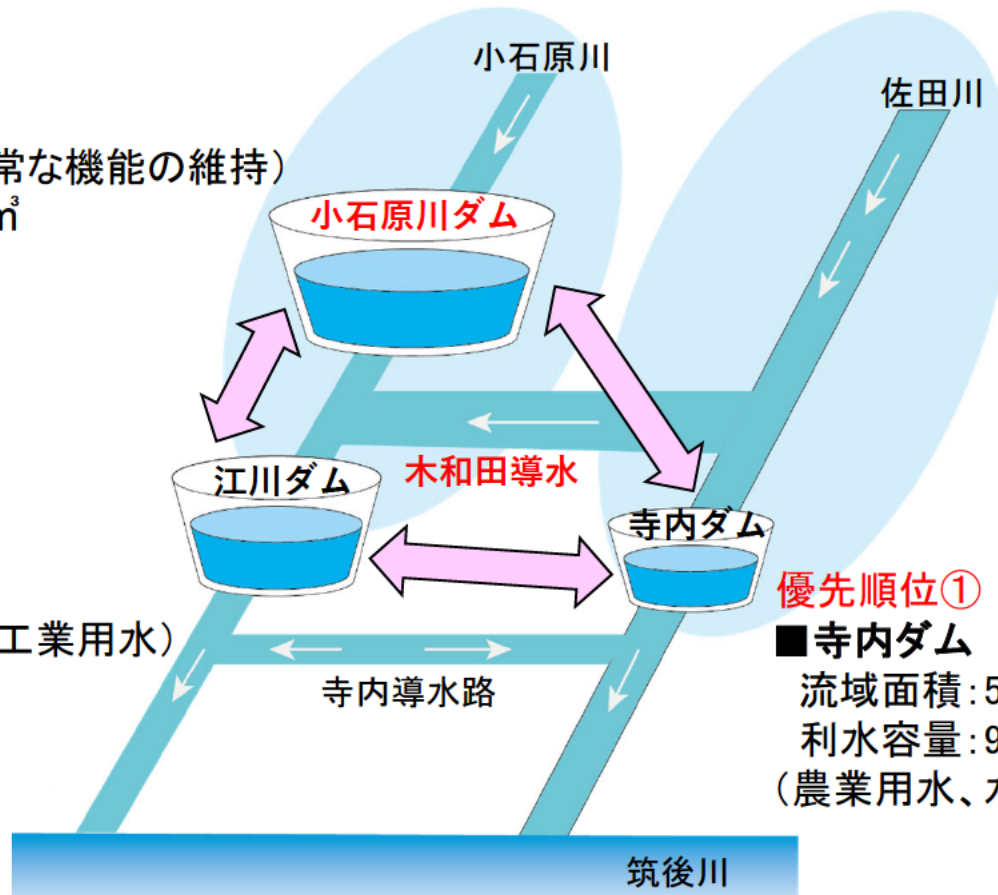 小石原川
佐田川
常な機能の維持)
㎥
小石原川ダム
木和田導水
江川ダム
寺内ダム
優先順位①
■寺内ダム
流域面積:5
利水容量:9
(農業用水、水
工業用水)
寺内導水路
筑後川